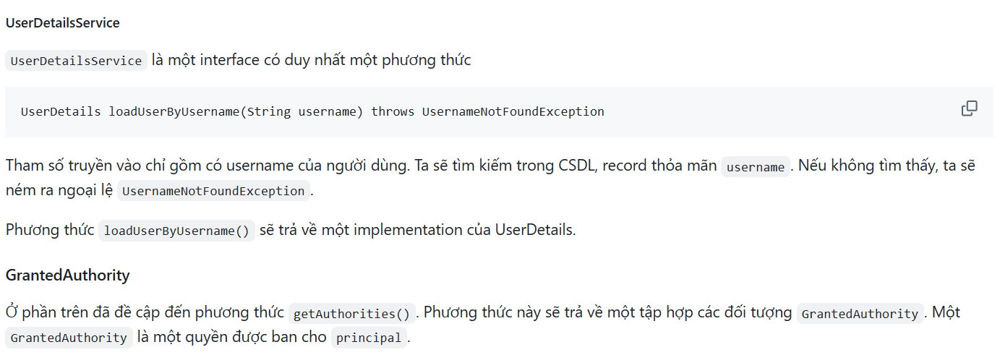 UserDetailsService
UserDetailsService là một interface có duy nhất một phương thức
UserDetails loadUserByUsername(String username) throws UsernameNotFoundException
Tham số truyền vào chỉ gồm có username của người dùng. Ta sẽ tìm kiếm trong CSDL, record thỏa mãn username. Nếu không tìm thấy, ta sẽ
ném ra ngoại lệ UsernameNotFoundException.
Phương thức loadUserByUsername() sẽ trả về một implementation của UserDetails.
GrantedAuthority
Ở phần trên đã đề cập đến phương thức getAuthorities(). Phương thức này sẽ trả về một tập hợp các đối tượng GrantedAuthority. Một
GrantedAuthority là một quyền được ban cho principal.